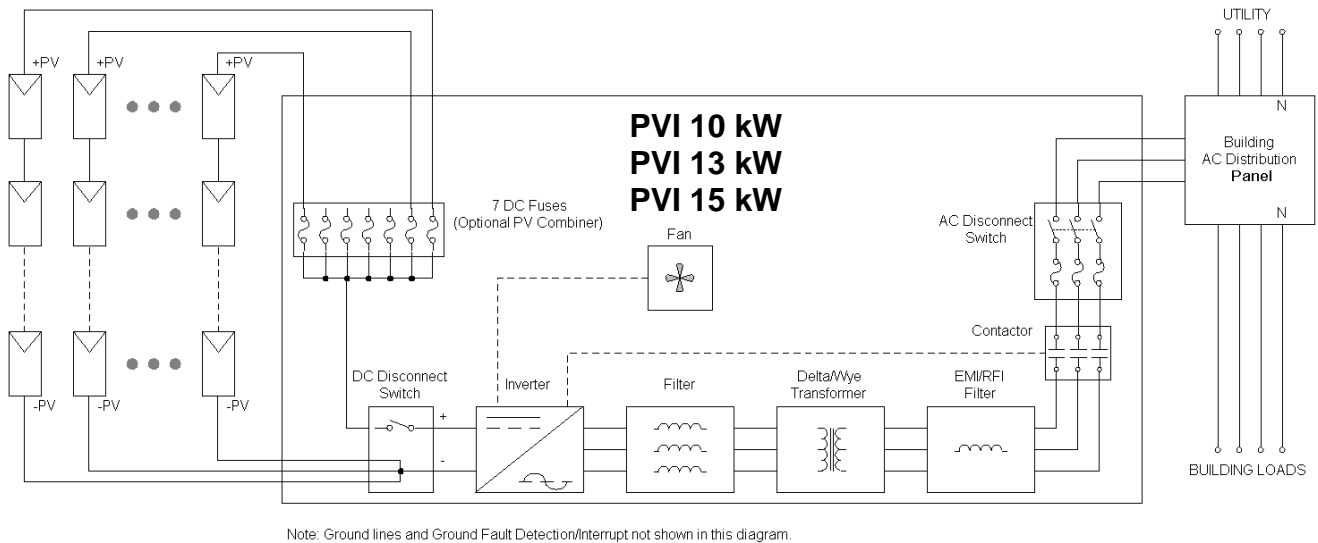 UTILITY
+PV
+PV
+PV
N
PVI 10 kW
PVI 13 kW
PVI 15 kW
Building
AC Distribution
Panel
7 DC Fuses
(Optional PV Combiner)
N
AC Disconnect
Switch
Fan
Contactor
DC Disconnect
Switch
Inverter
Filter
Delta/Wye
Transformer
EMI/RFI
Filter
-PV
-PV
-PV
+
-
BUILDING LOADS
Note: Ground lines and Ground Fault Detection/Interrupt not shown in this diagram.